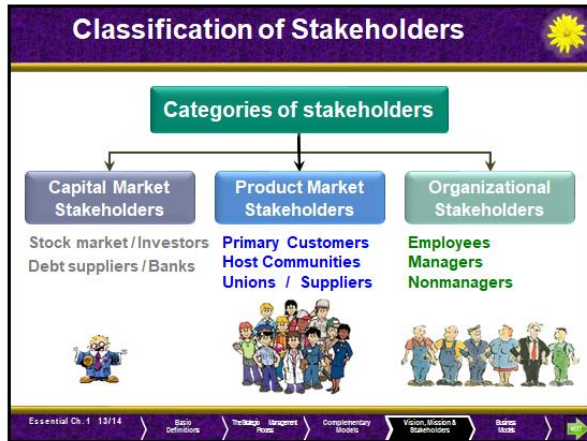 Classification of Stakeholders
Categories of stakeholders
Capital Market
Stakeholders
Stock market / Investors
Debt suppliers / Banks
Product Market
Stakeholders
Primary Customers
Host Communities
Unions / Suppliers
Organizational
Stakeholders
Employees
Managers
Nonmanagers
Essential Ch. 1 13/14
Basic
Definitions
The Strategic Management
Process
Complementary
Models
Vision, Mission &
Stakeholders
Business
Models